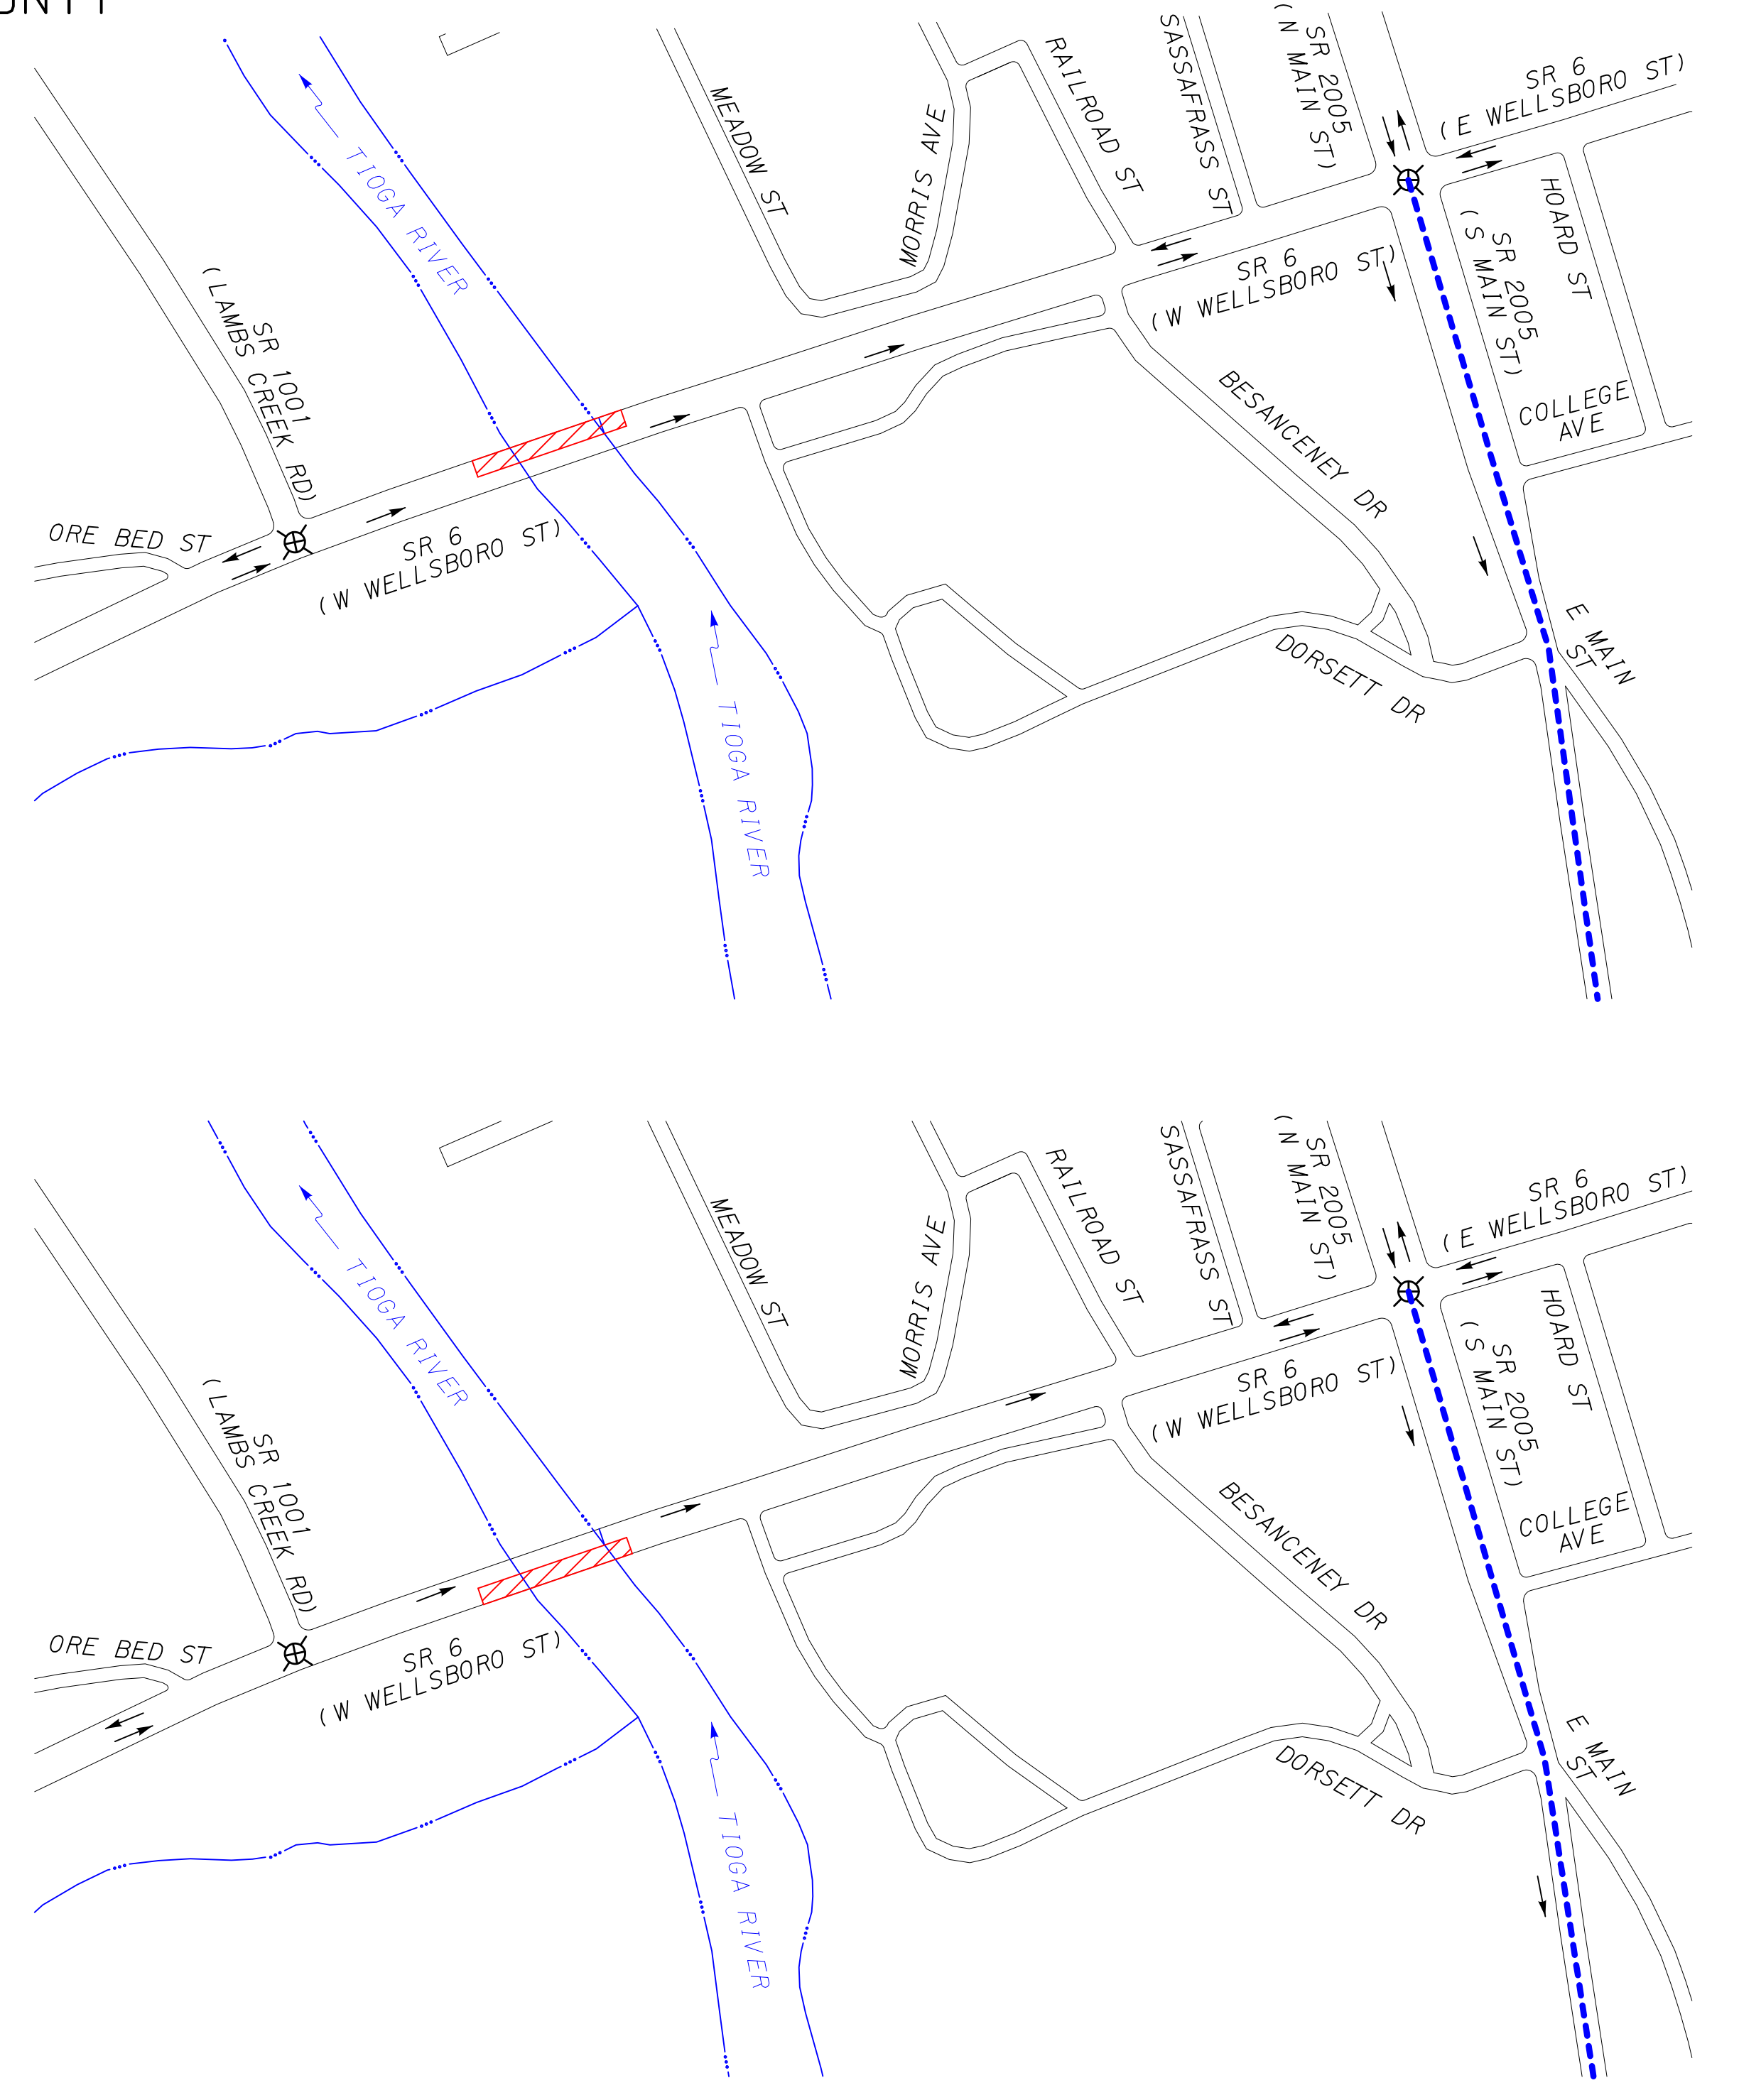 MEADOW ST
MORRIS AVE
RAILROAD ST
SASSAFRASS ST
SR 2005
( N MAIN ST)
SR 6
( E WELLSBORO ST)
TIOGA RIVER
HOARD ST
SR 2005
( S MAIN ST)
SR 6
(W WELLSBORO ST)
SR 1001
(LAMBS CREEK RD)
BESANCENEY DR
COLLEGE
AVE
ORE BED ST
SR 6
(W WELLSBORO ST)
E MAIN
ST
DORSETT DR
TIOGA RIVER
MEADOW ST
MORRIS AVE
RAILROAD ST
SASSAFRASS ST
SR 2005
( N MAIN ST)
SR 6
( E WELLSBORO ST)
TIOGA RIVER
HOARD ST
SR 2005
( S MAIN ST)
SR 6
(W WELLSBORO ST)
SR 1001
(LAMBS CREEK RD)
BESANCENEY DR
COLLEGE
AVE
ORE BED ST
SR 6
(W WELLSBORO ST)
E MAIN
ST
DORSETT DR
TIOGA RIVER